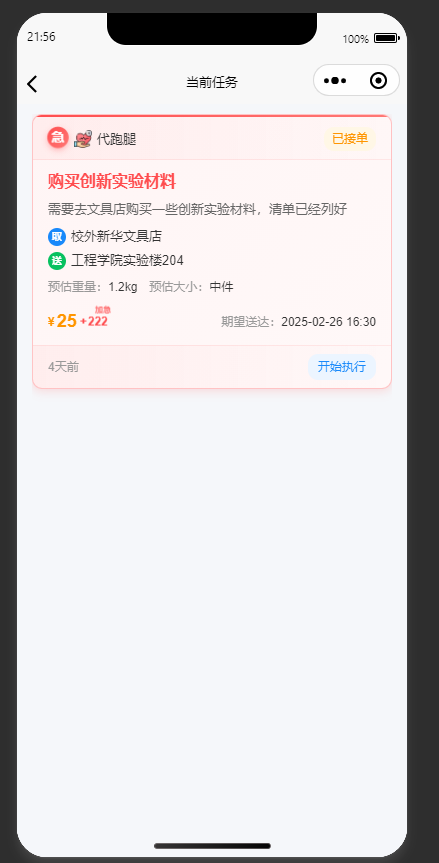 21:56
100%
当前任务
急 代跑腿 已接单
购买创新实验材料
需要去文具店购买一些创新实验材料，清单已经列好
取 校外新华文具店
送 工程学院实验楼204
预估重量：1.2kg 预估大小：中件
加急
¥25 +222 期望送达：2025-02-26 16:30
4天前 开始执行